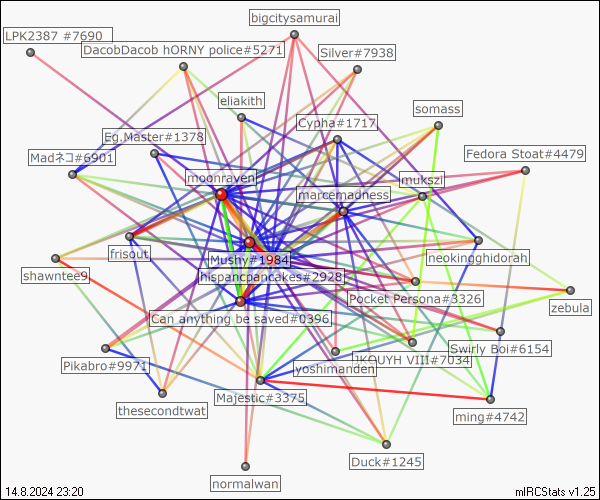 bigcitysamurai
LPK2387 #7690
DacobDacob hORNY police#5271
Silver#7938
eliakith
somass
Cypha#1717
Eg.Master#1378
Madネコ#6901
Fedora Stoat#4479
moonraven
mukszi
marcemadness
frisout
Mushy#1984
neokingghidorah
shawntee9
hispancpancakes#2928
Pocket Persona#3326
zebula
Can anything be saved#0396
Swirly Boi#6154
Pikabro#9971
yoshimanden
JKOUYH VIII#7034
Majestic#3375
thesecondtwat
ming#4742
Duck#1245
normalwan
14.8.2024 23:20
mIRCStats v1.25